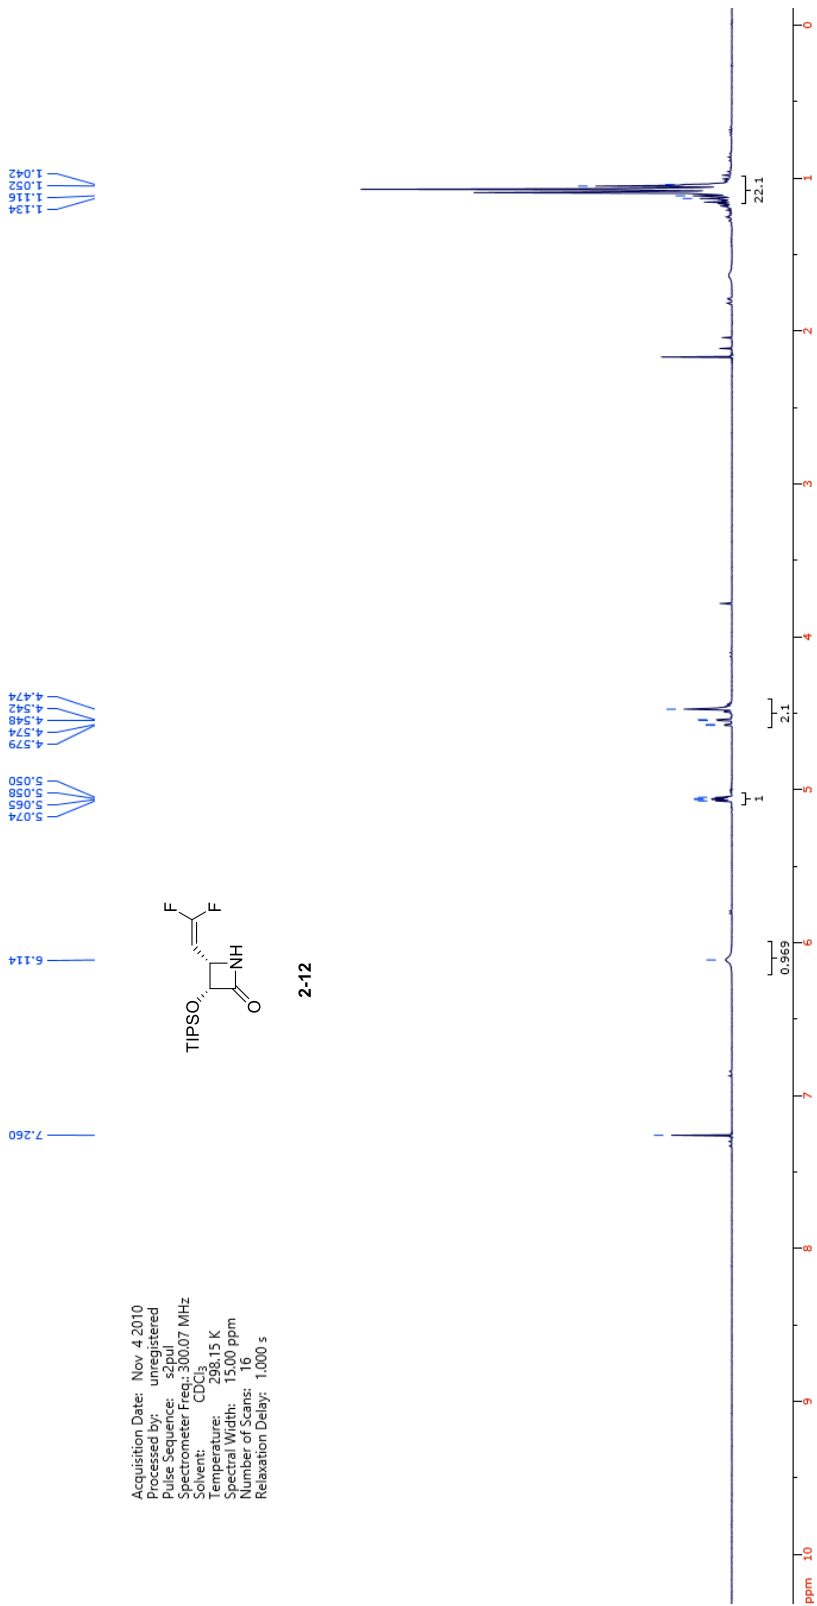 Acquisition Date: Nov 4 2010
Processed by: unregistered
Pulse Sequence: s2pul
Spectrometer Freq.: 300.07 MHz
Solvent: CDCl₃
Temperature: 298.15 K
Spectral Width: 15.00 ppm
Number of Scans: 16
Relaxation Delay: 1.000 s
7.260
6.114
5.074
5.065
5.058
5.050
4.579
4.574
4.548
4.542
4.474
1.134
1.116
1.052
1.042
TIPSO
F
F
NH
O
2-12
0.969
1
2.1
22.1
ppm 10 9 8 7 6 5 4 3 2 1 0